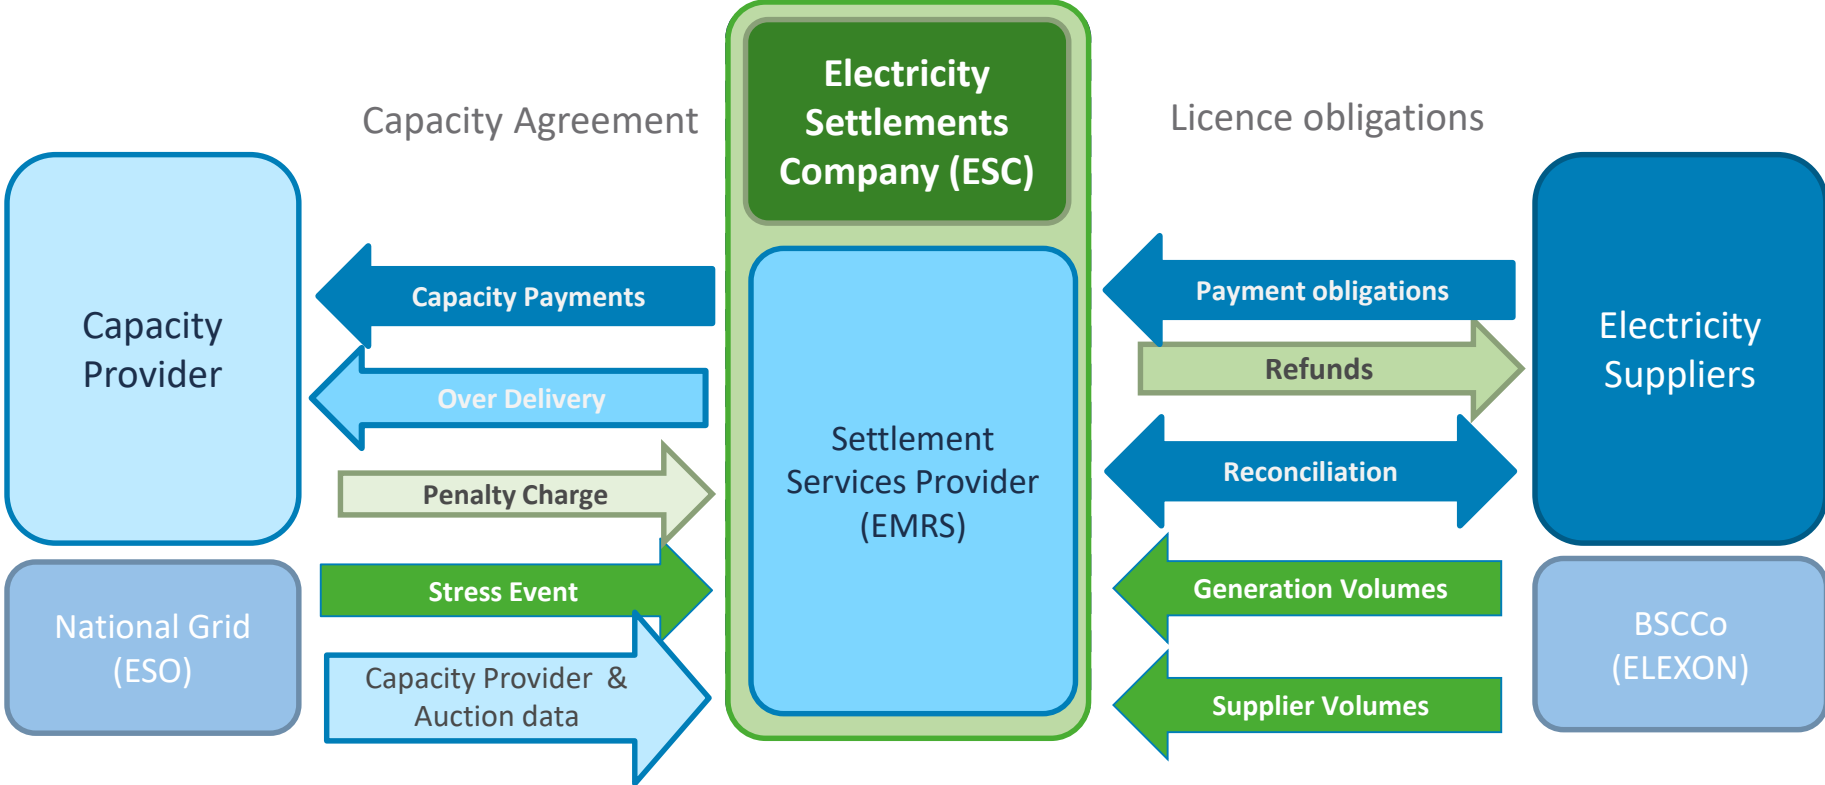 Electricity
Settlements
Company (ESC)
Capacity Agreement
Licence obligations
Capacity
Provider
Capacity Payments
Over Delivery
Penalty Charge
Settlement
Services Provider
(EMRS)
Payment obligations
Refunds
Reconciliation
Electricity
Suppliers
National Grid
(ESO)
Stress Event
Capacity Provider &
Auction data
Generation Volumes
Supplier Volumes
BSCCo
(ELEXON)